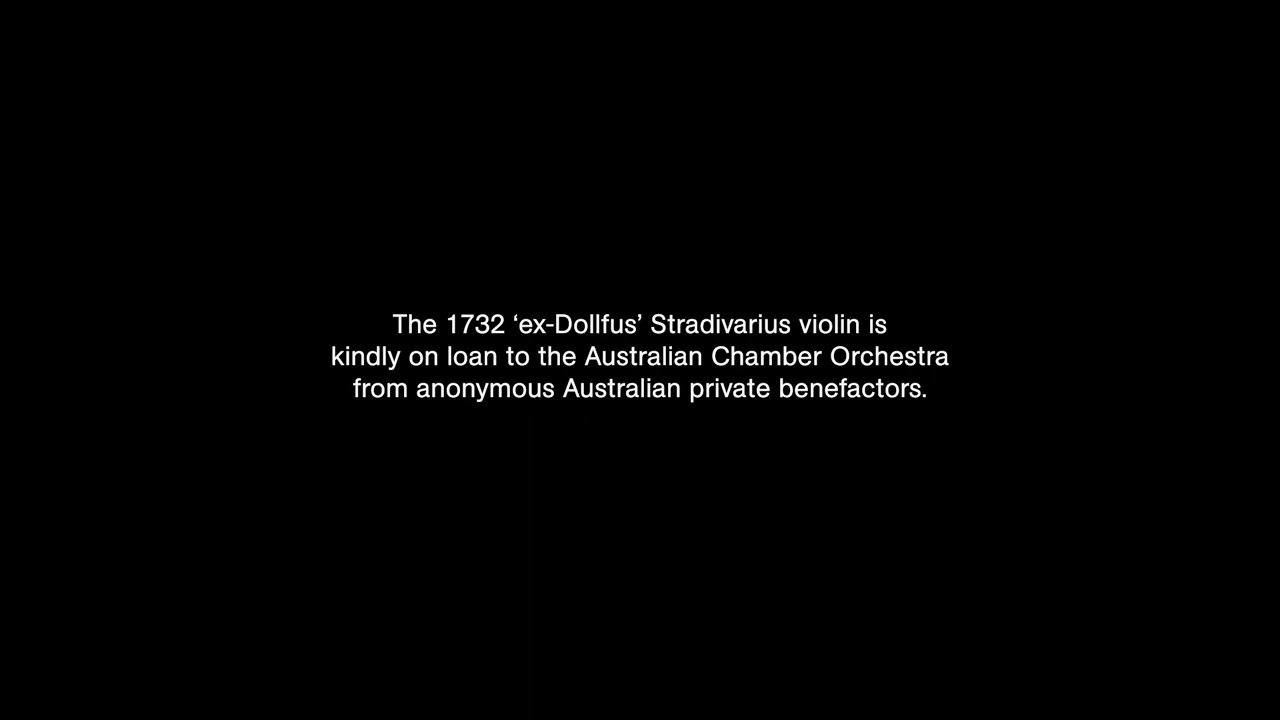 The 1732 ‘ex-Dollfus’ Stradivarius violin is
kindly on loan to the Australian Chamber Orchestra
from anonymous Australian private benefactors.